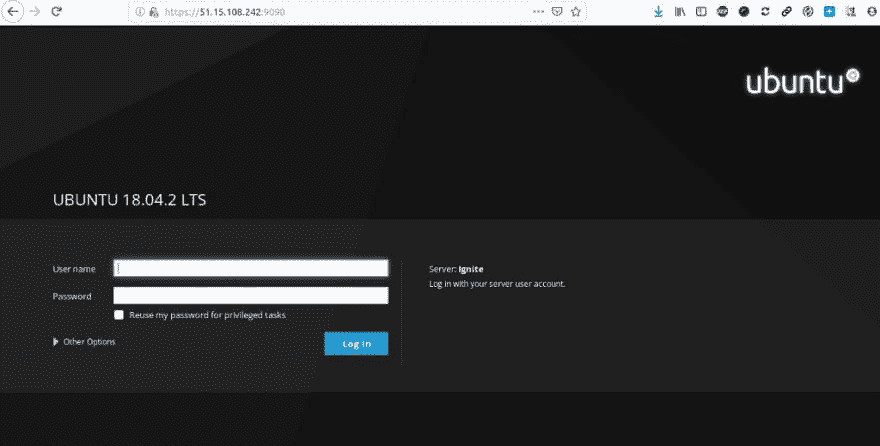 https://51.15.108.242:9090
ubuntu
UBUNTU 18.04.2 LTS
User name
Password
Reuse my password for privileged tasks
Other Options
Log In
Server: Ignite
Log in with your server user account.